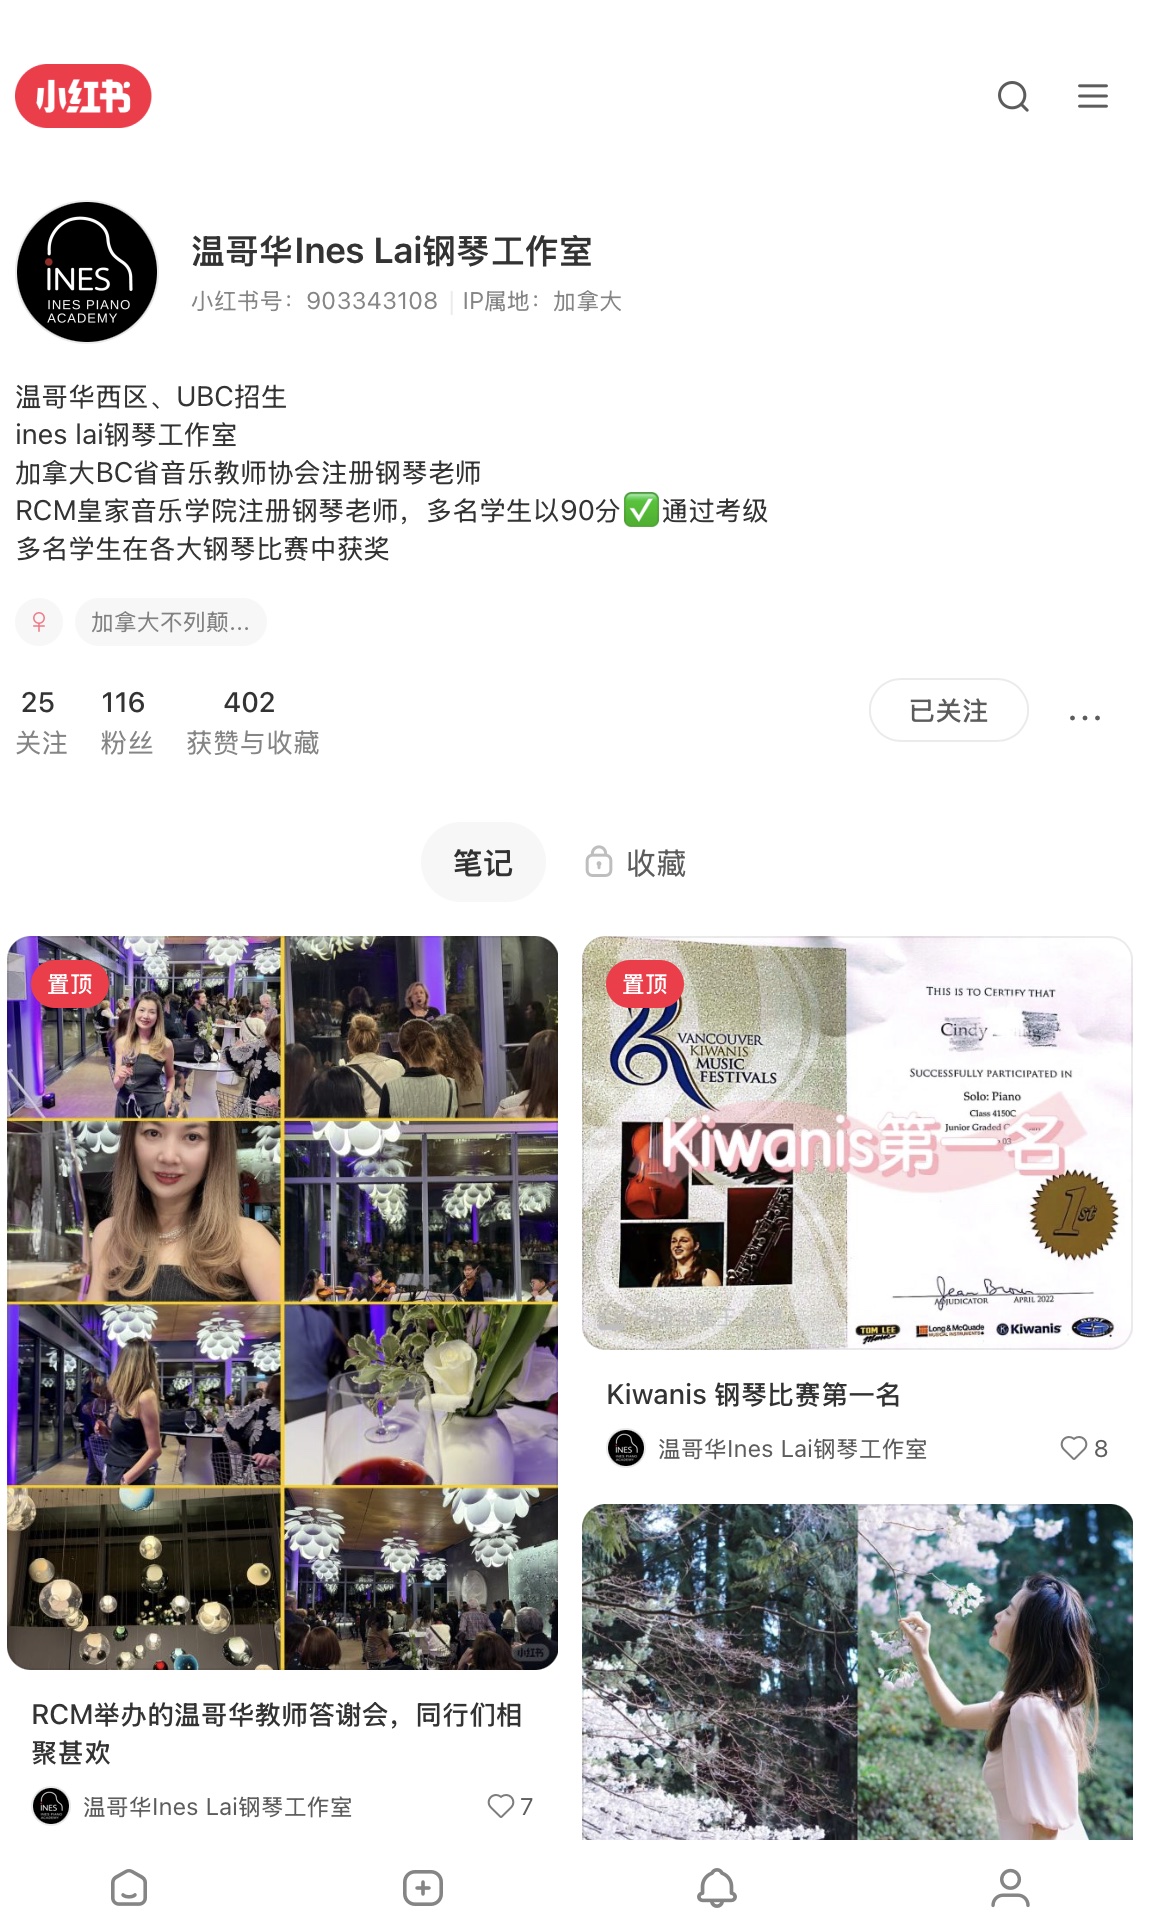 小红书
iNES
INES PIANO
ACADEMY
温哥华Ines Lai钢琴工作室
小红书号：903343108 | IP属地：加拿大
温哥华西区、UBC招生
ines lai钢琴工作室
加拿大BC省音乐教师协会注册钢琴老师
RCM皇家音乐学院注册钢琴老师，多名学生以90分✅通过考级
多名学生在各大钢琴比赛中获奖
♀ 加拿大不列颠...
25 关注
116 粉丝
402 获赞与收藏
已关注
...
笔记
收藏
置顶
小红书
RCM举办的温哥华教师答谢会，同行们相
聚甚欢
温哥华Ines Lai钢琴工作室
7
置顶
VANCOUVER
KIWANIS
MUSIC
FESTIVALS
THIS IS TO CERTIFY THAT
Cindy
SUCCESSFULLY PARTICIPATED IN
Solo: Piano
Class 4150C
Junior Graded
03
Kiwanis第一名
1st
Jean Brown
ADJUDICATOR
APRIL 2022
TOM LEE
Music
Long & McQuade
MUSICAL INSTRUMENTS
Kiwanis
Kiwanis 钢琴比赛第一名
温哥华Ines Lai钢琴工作室
8